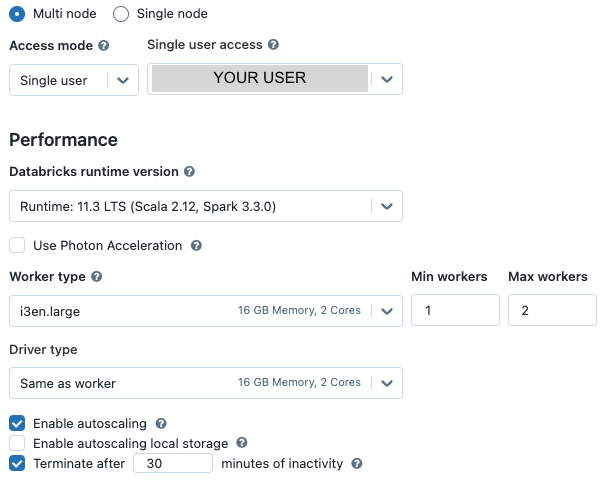 Multi node Single node
Access mode Single user access
Single user YOUR USER
Performance
Databricks runtime version
Runtime: 11.3 LTS (Scala 2.12, Spark 3.3.0)
Use Photon Acceleration
Worker type Min workers Max workers
i3en.large 16 GB Memory, 2 Cores 1 2
Driver type
Same as worker 16 GB Memory, 2 Cores
Enable autoscaling
Enable autoscaling local storage
Terminate after 30 minutes of inactivity